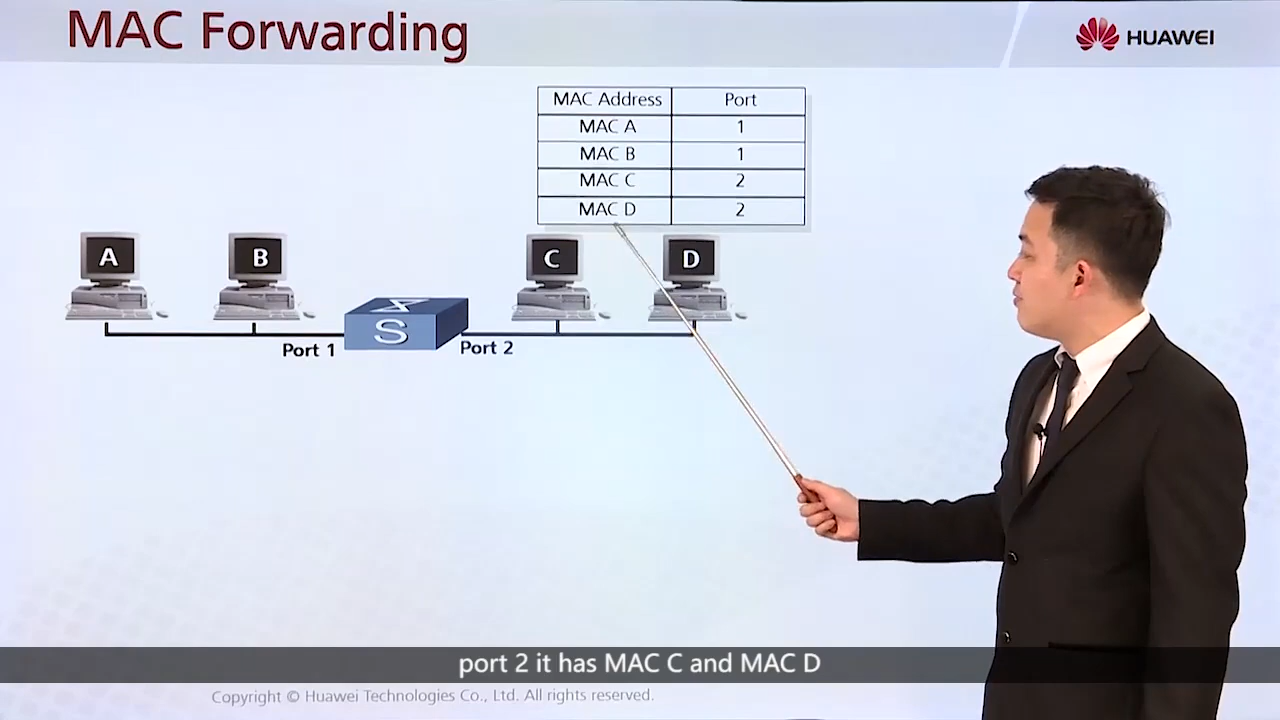 MAC Forwarding
HUAWEI
MAC Address Port
MAC A 1
MAC B 1
MAC C 2
MAC D 2
A B C D
S
Port 1 Port 2
port 2 it has MAC C and MAC D
Copyright © Huawei Technologies Co., Ltd. All rights reserved.